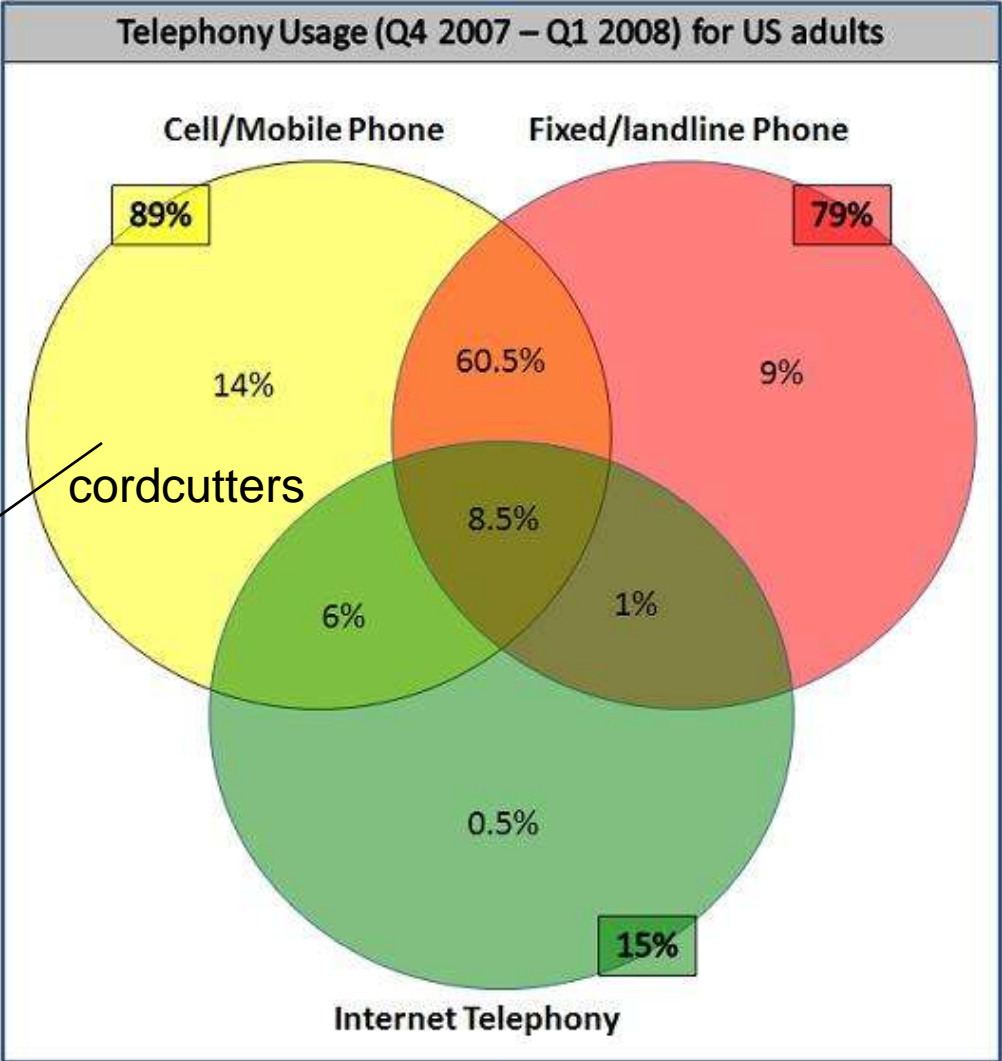 Telephony Usage (Q4 2007 – Q1 2008) for US adults
Cell/Mobile Phone
Fixed/landline Phone
89%
79%
14%
60.5%
9%
cordcutters
8.5%
6%
1%
0.5%
15%
Internet Telephony